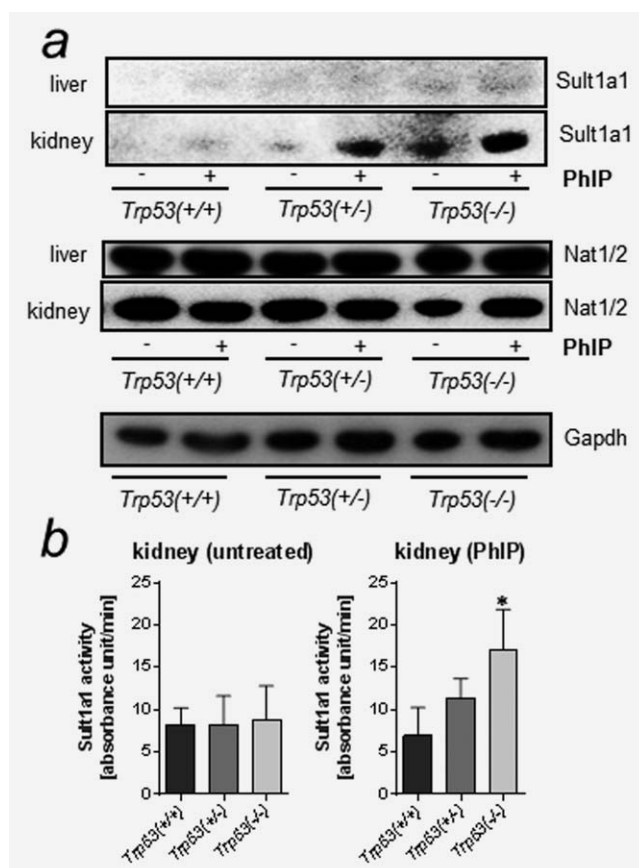 a
liver Sult1a1
kidney Sult1a1
- + - + - + PhIP
Trp53(+/+) Trp53(+/-) Trp53(-/-)
liver Nat1/2
kidney Nat1/2
- + - + - + PhIP
Trp53(+/+) Trp53(+/-) Trp53(-/-)
Gapdh
Trp53(+/+) Trp53(+/-) Trp53(-/-)
b
kidney (untreated)
Sult1a1 activity
[absorbance unit/min]
25
20
15
10
5
0
Trp53(+/+) Trp53(+/-) Trp53(-/-)
kidney (PhIP)
Sult1a1 activity
[absorbance unit/min]
25
20
15
10
5
0
*
Trp53(+/+) Trp53(+/-) Trp53(-/-)